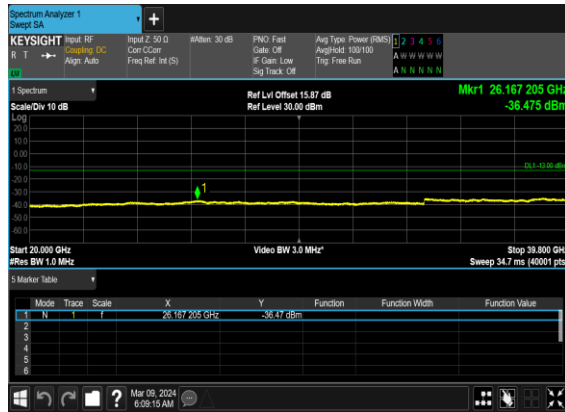 Spectrum Analyzer 1
Swept SA
+
KEYSIGHT Input: RF Input Z: 50 Ω #Atten: 30 dB PNO: Fast Avg Type: Power (RMS) 1 2 3 4 5 6
R T Coupling: DC Corr CCorr Gate: Off Avg|Hold: 100/100 A W W W W W
Align: Auto Freq Ref: Int (S) IF Gain: Low Trig: Free Run
Sig Track: Off A N N N N N
LXI
1 Spectrum Ref Lvl Offset 15.87 dB Mkr1 26.167 205 GHz
Scale/Div 10 dB Ref Level 30.00 dBm -36.475 dBm
Log
20.0
10.0
0.00
-10.0 DL1 -13.00 dBm
-20.0
-30.0 1
-40.0
-50.0
-60.0
Start 20.000 GHz Video BW 3.0 MHz* Stop 39.800 GHz
#Res BW 1.0 MHz Sweep 34.7 ms (40001 pts)
5 Marker Table
Mode Trace Scale X Y Function Function Width Function Value
1 N 1 f 26.167 205 GHz -36.47 dBm
2
3
4
5
6
? Mar 09, 2024
6:09:15 AM